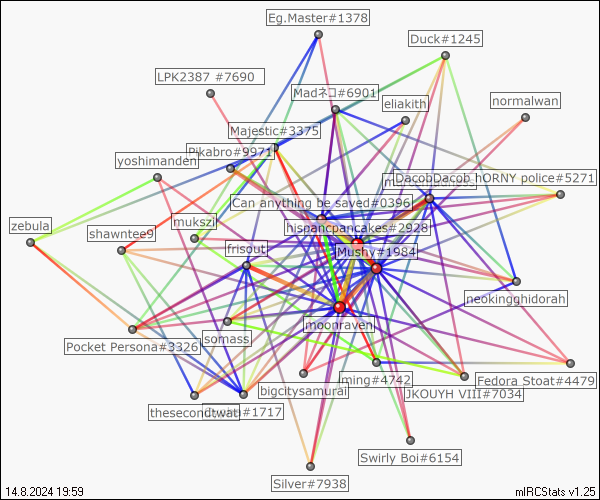 Eg.Master#1378
Duck#1245
LPK2387 #7690
Madネコ#6901
eliakith
normalwan
Majestic#3375
Pikabro#9971
yoshimanden
DacobDacob
hORNY police#5271
Can anything be saved#0396
mukszi
zebula
shawntee9
hispancpancakes#2928
frisout
Mushy#1984
neokingghidorah
moonraven
somass
Pocket Persona#3326
ming#4742
Fedora Stoat#4479
bigcitysamurai
JKOUYH VIII#7034
thesecondtwin
#1717
Swirly Boi#6154
Silver#7938
14.8.2024 19:59
mIRCStats v1.25